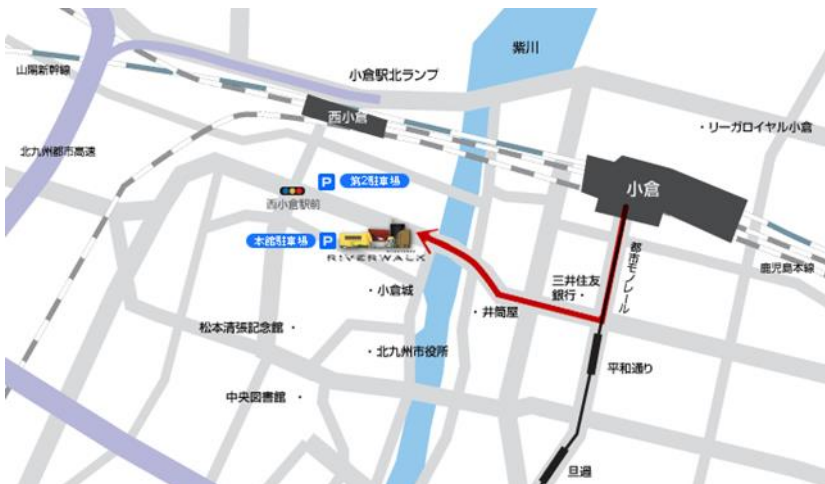 紫川
小倉駅北ランプ
山陽新幹線
西小倉
・リーガロイヤル小倉
北九州都市高速
P 第2駐車場
小倉
西小倉駅前
本館駐車場 P
RIVERWALK
都市モノレール
鹿児島本線
三井住友
銀行・
・小倉城
・井筒屋
松本清張記念館 ・
・北九州市役所
平和通り
中央図書館 ・
旦過